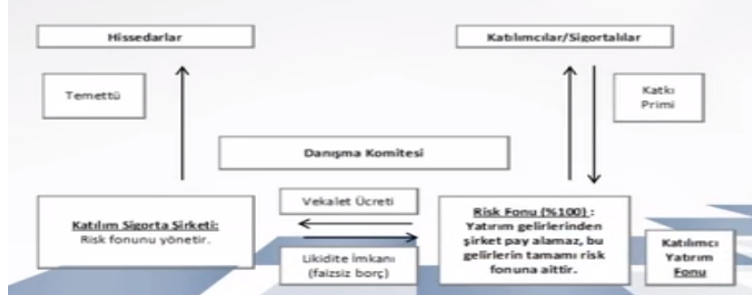 Hissedarlar
Katılımcılar/Sigortalılar
Temettü
Katkı
Primi
Danışma Komitesi
Vekalet Ücreti
Katılım Sigorta Şirketi:
Risk fonunu yönetir.
Likidite İmkanı
(faizsiz borç)
Risk Fonu (%100) :
Yatırım gelirlerinden
şirket pay alamaz, bu
gelirlerin tamamı risk
fonuna aittir.
Katılımcı
Yatırım
Fonu